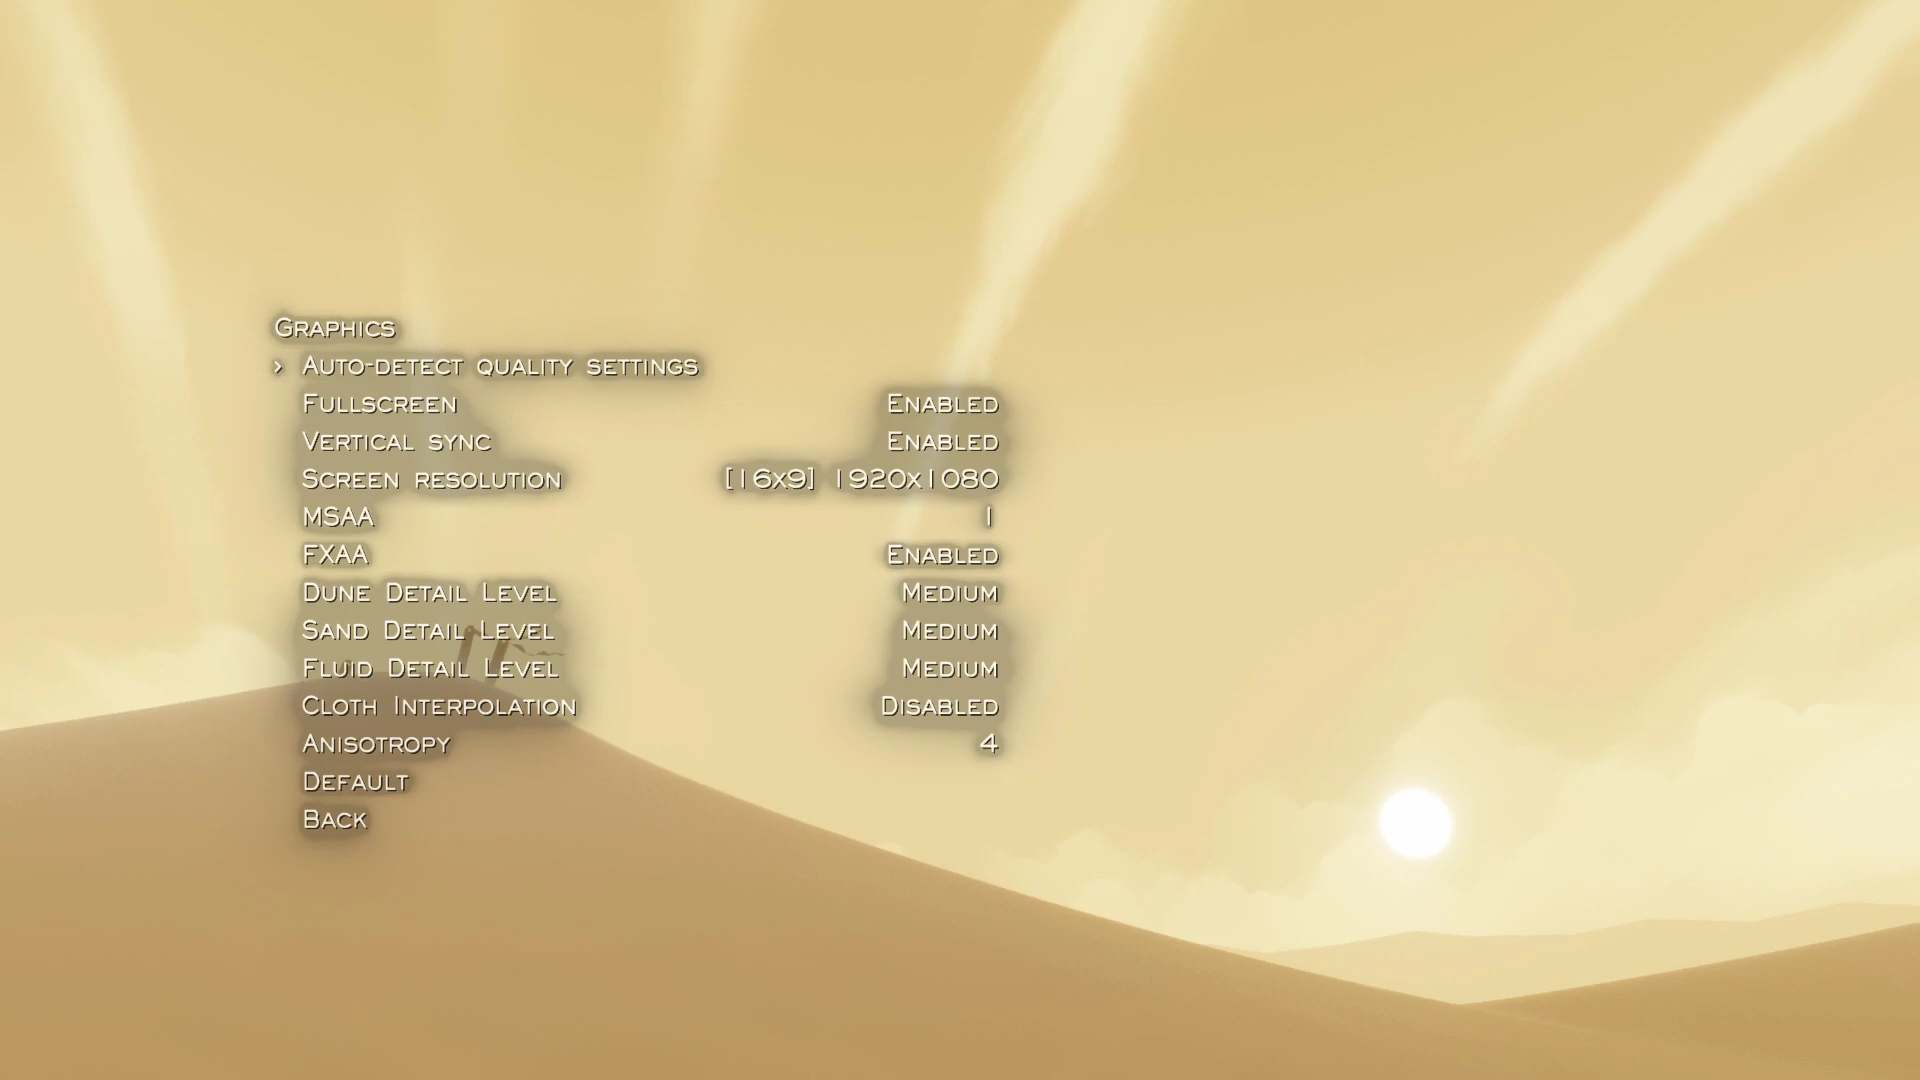 Graphics
> Auto-detect quality settings
Fullscreen Enabled
Vertical sync Enabled
Screen resolution [16x9] 1920x1080
MSAA 1
FXAA Enabled
Dune Detail Level Medium
Sand Detail Level Medium
Fluid Detail Level Medium
Cloth Interpolation Disabled
Anisotropy 4
Default
Back